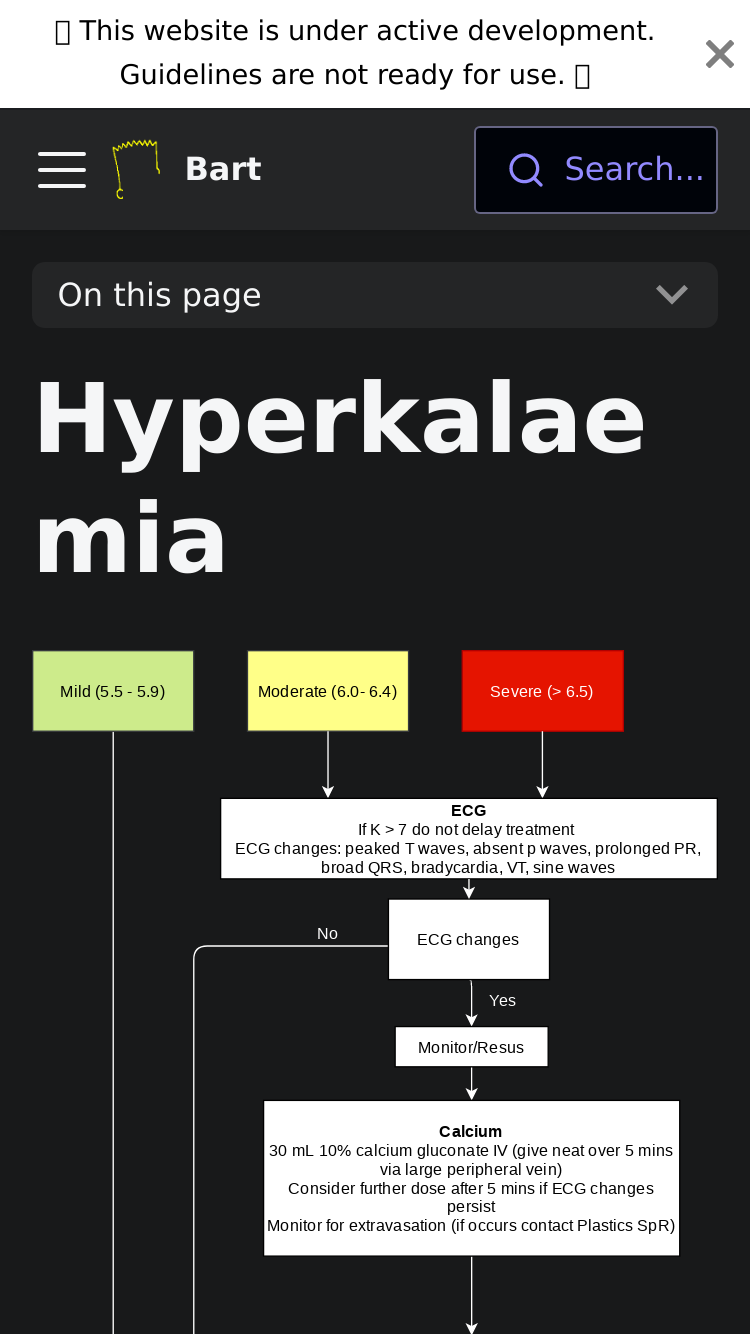 This website is under active development.
Guidelines are not ready for use.
Bart
Search...
On this page
Hyperkalae
mia
Mild (5.5 - 5.9)
Moderate (6.0- 6.4)
Severe (> 6.5)
ECG
If K > 7 do not delay treatment
ECG changes: peaked T waves, absent p waves, prolonged PR,
broad QRS, bradycardia, VT, sine waves
No
ECG changes
Yes
Monitor/Resus
Calcium
30 mL 10% calcium gluconate IV (give neat over 5 mins
via large peripheral vein)
Consider further dose after 5 mins if ECG changes
persist
Monitor for extravasation (if occurs contact Plastics SpR)